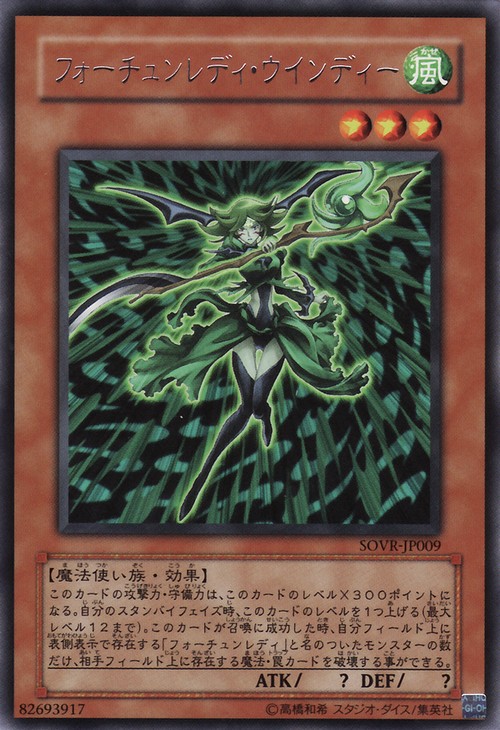 フォーチュンレディ・ウインディー
風
SOVR-JP009
【魔法使い族・効果】
このカードの攻撃力・守備力は、このカードのレベル×300ポイントに
なる。自分のスタンバイフェイズ時、このカードのレベルを1つ上げる(最大
レベル12まで)。このカードが召喚に成功した時、自分フィールド上に
表側表示で存在する「フォーチュンレディ」と名のついたモンスターの数
だけ、相手フィールド上に存在する魔法・罠カードを破壊する事ができる。
ATK/ ? DEF/ ?
82693917
©高橋和希 スタジオ・ダイス/集英社